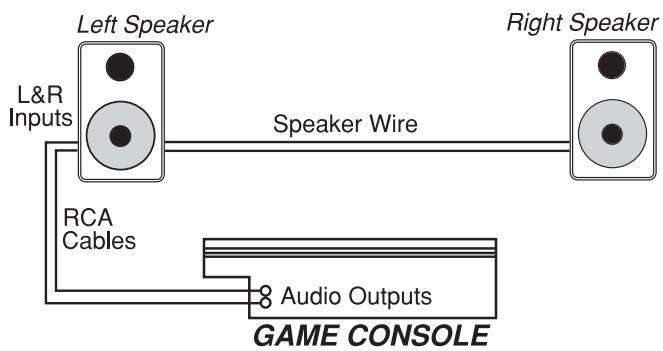 Left Speaker
Right Speaker
L&R
Inputs
Speaker Wire
RCA
Cables
Audio Outputs
GAME CONSOLE